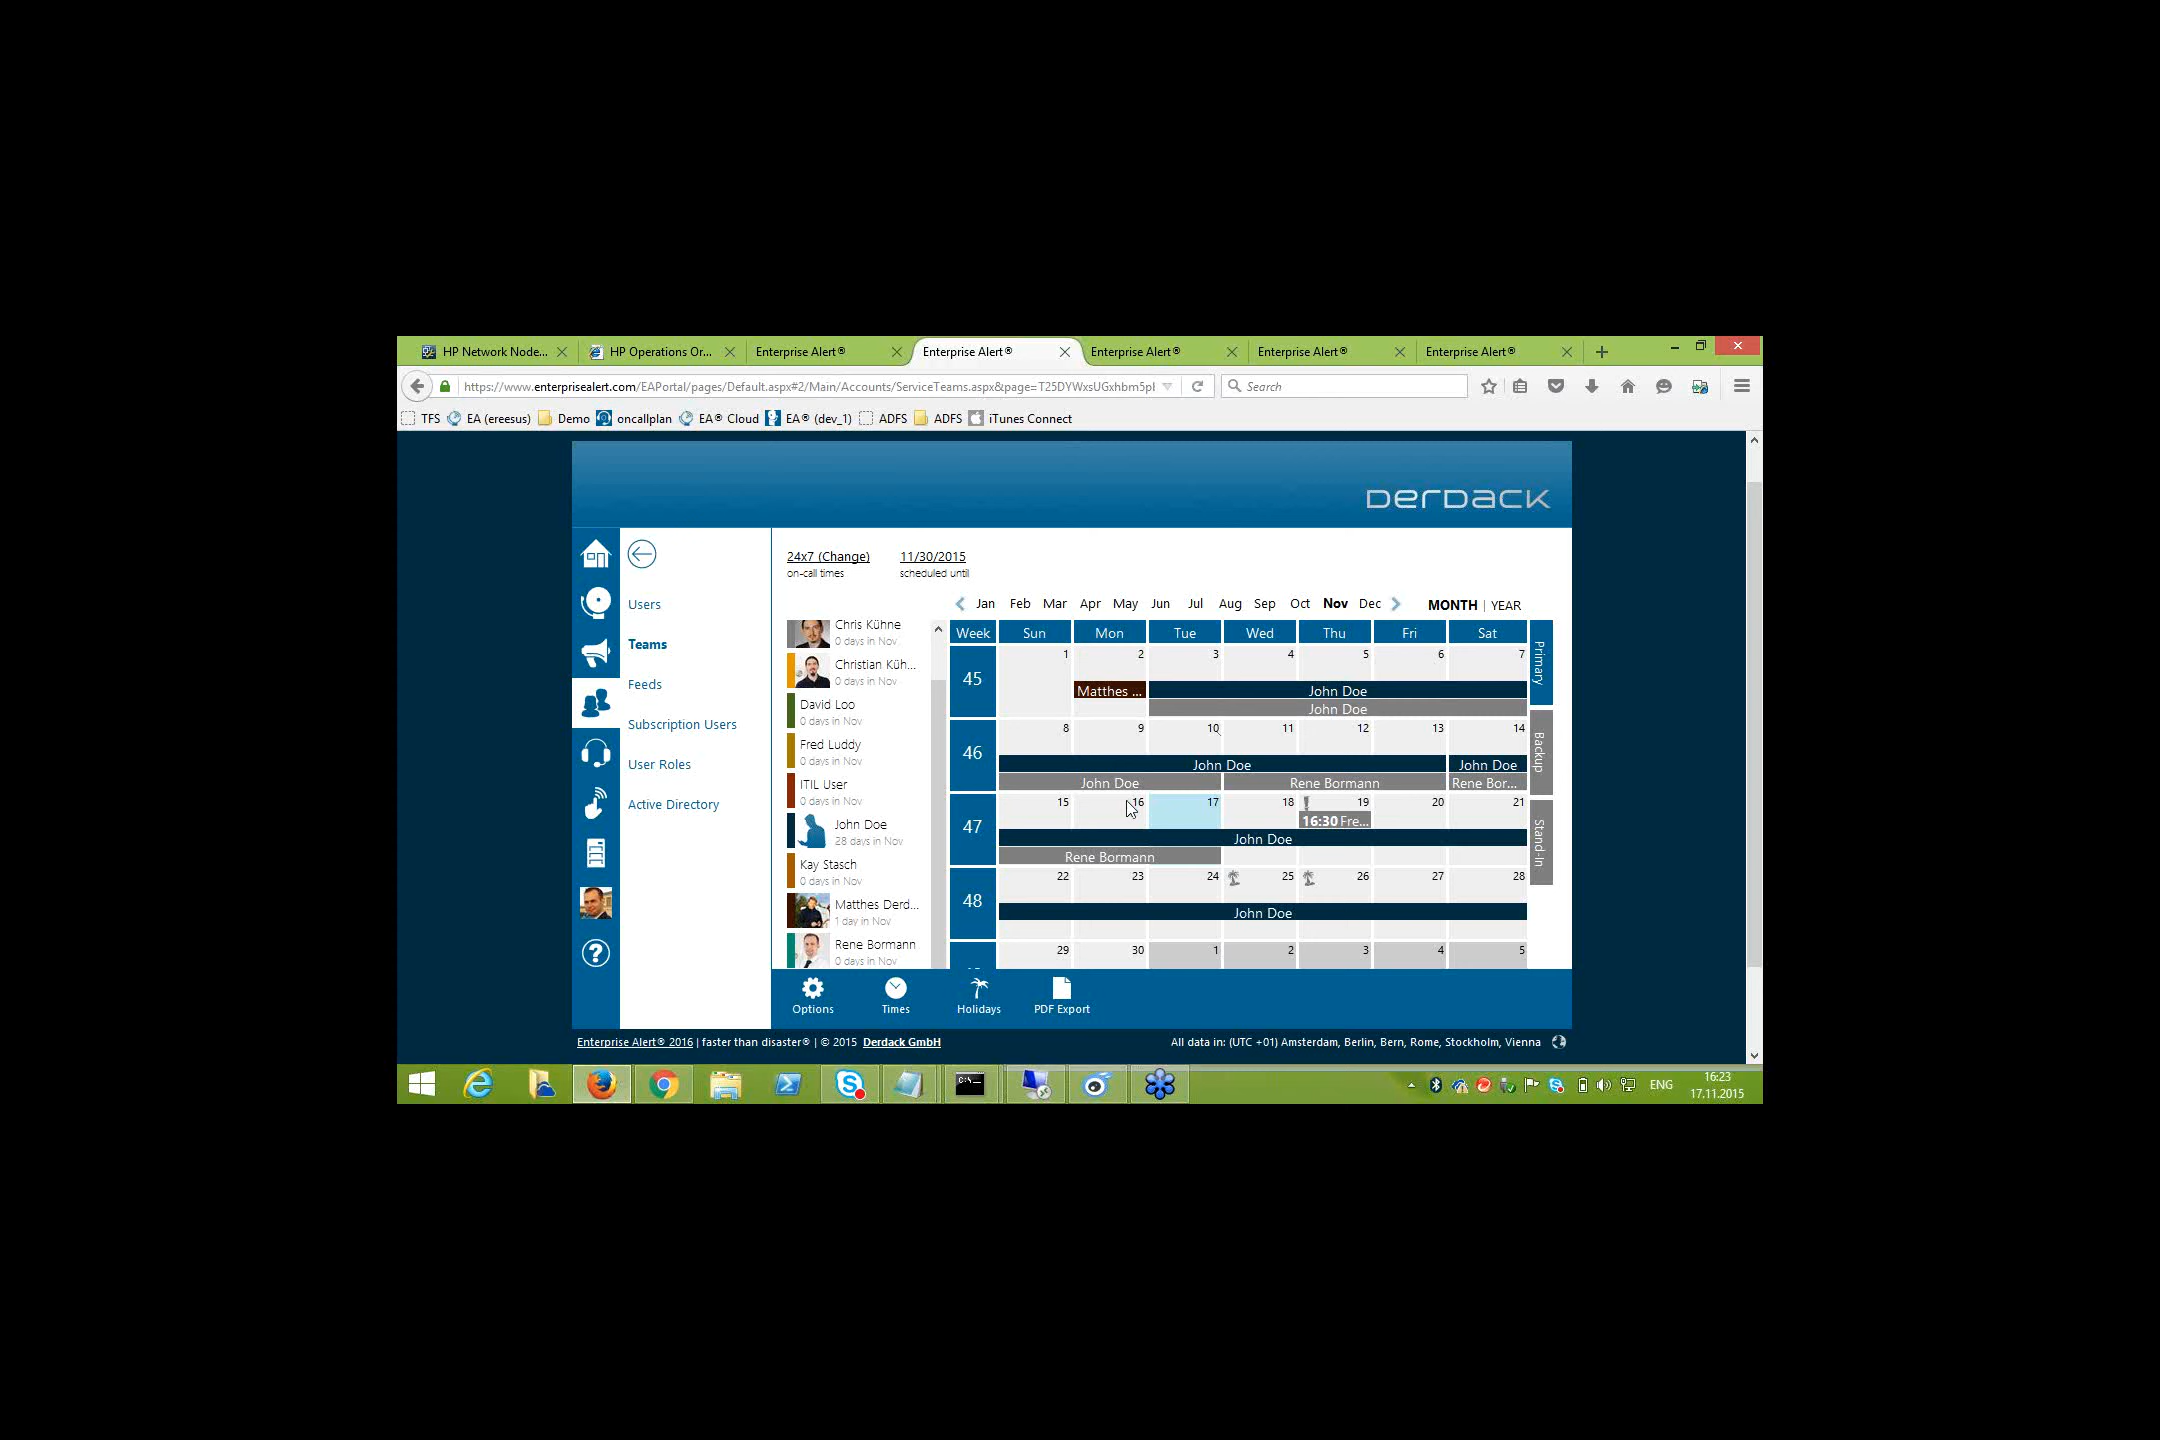 HP Network Node...
HP Operations Or...
Enterprise Alert®
Enterprise Alert®
Enterprise Alert®
Enterprise Alert®
Enterprise Alert®
https://www.enterprisealert.com/EAPortal/pages/Default.aspx#2/Main/Accounts/ServiceTeams.aspx&page=T25DYWxsUGxhbm5pl
Search
TFS EA (ereesus) Demo oncallplan EA® Cloud EA® (dev_1) ADFS ADFS iTunes Connect
DERDACK
24x7 (Change) 11/30/2015
on-call times scheduled until
Users
Teams
Feeds
Subscription Users
User Roles
Active Directory
Jan Feb Mar Apr May Jun Jul Aug Sep Oct Nov Dec MONTH | YEAR
Chris Kühne
0 days in Nov
Christian Küh...
0 days in Nov
David Loo
0 days in Nov
Fred Luddy
0 days in Nov
ITIL User
0 days in Nov
John Doe
28 days in Nov
Kay Stasch
0 days in Nov
Matthes Derd...
1 day in Nov
Rene Bormann
0 days in Nov
Week Sun Mon Tue Wed Thu Fri Sat
45 1 2 3 4 5 6 7
Matthes ... John Doe
John Doe
46 8 9 10 11 12 13 14
John Doe John Doe
John Doe Rene Bormann Rene Bor...
47 15 16 17 18 19 20 21
16:30 Fre...
John Doe
Rene Bormann
48 22 23 24 25 26 27 28
John Doe
29 30 1 2 3 4 5
Primary
Backup
Stand-In
Options Times Holidays PDF Export
Enterprise Alert® 2016 | faster than disaster® | © 2015 Derdack GmbH
All data in: (UTC +01) Amsterdam, Berlin, Bern, Rome, Stockholm, Vienna
C:\_
ENG
16:23
17.11.2015